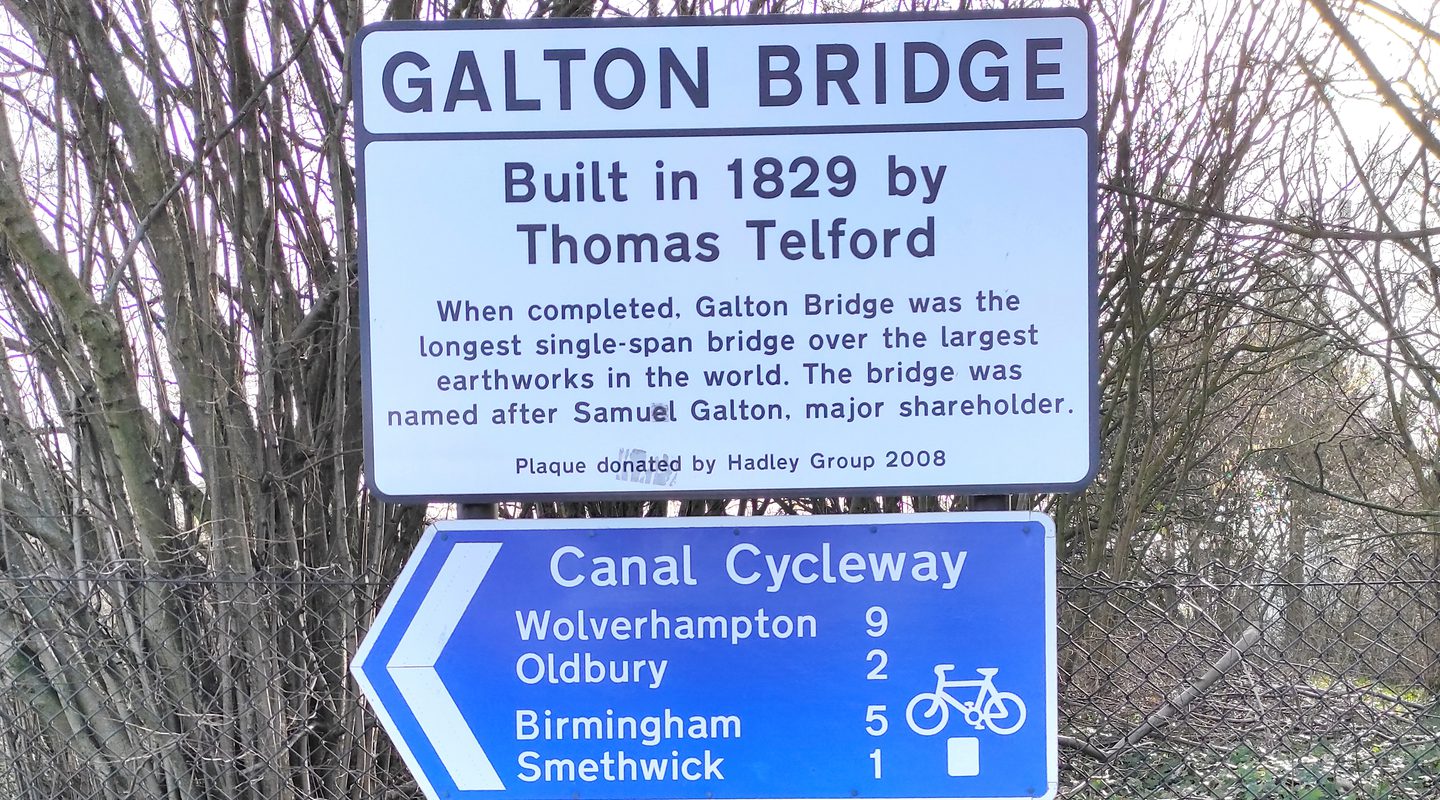 GALTON BRIDGE
Built in 1829 by
Thomas Telford
When completed, Galton Bridge was the
longest single-span bridge over the largest
earthworks in the world. The bridge was
named after Samuel Galton, major shareholder.
Plaque donated by Hadley Group 2008
Canal Cycleway
Wolverhampton 9
Oldbury 2
Birmingham 5
Smethwick 1